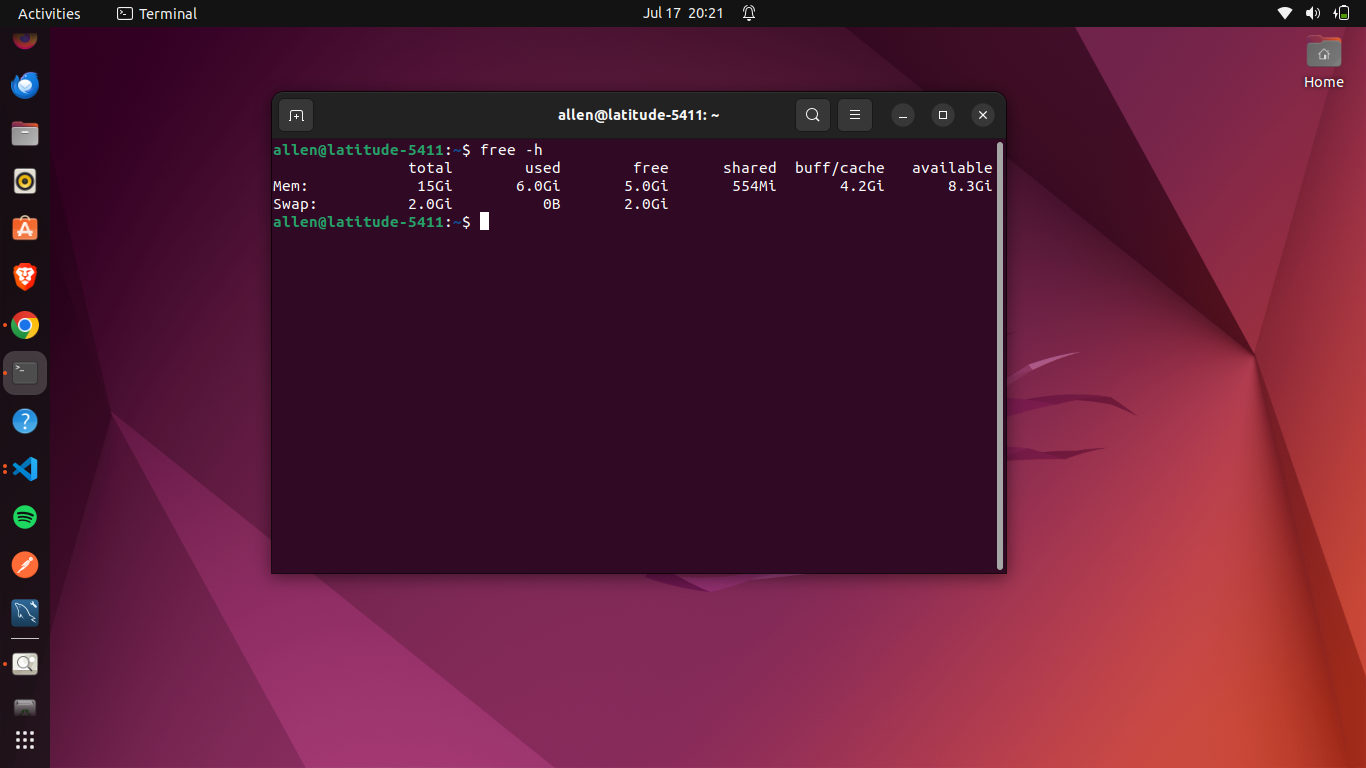 Activities Terminal Jul 17 20:21
Home
allen@latitude-5411: ~
allen@latitude-5411:~$ free -h
total used free shared buff/cache available
Mem: 15Gi 6.0Gi 5.0Gi 554Mi 4.2Gi 8.3Gi
Swap: 2.0Gi 0B 2.0Gi
allen@latitude-5411:~$